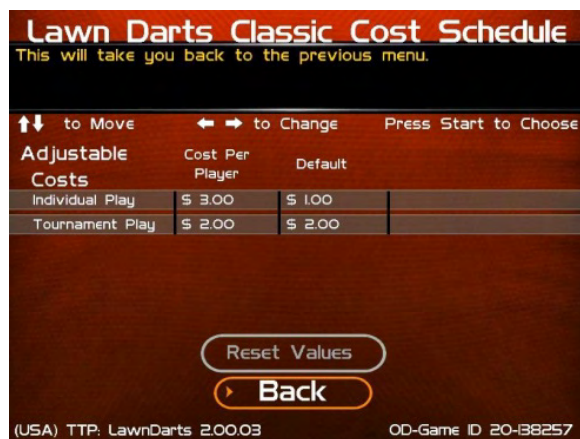 Lawn Darts Classic Cost Schedule
This will take you back to the previous menu.
to Move to Change Press Start to Choose
Adjustable Costs Cost Per Player Default
Individual Play $ 3.00 $ 1.00
Tournament Play $ 2.00 $ 2.00
Reset Values
Back
(USA) TTP: LawnDarts 2.00.03 OD-Game ID 20-138257